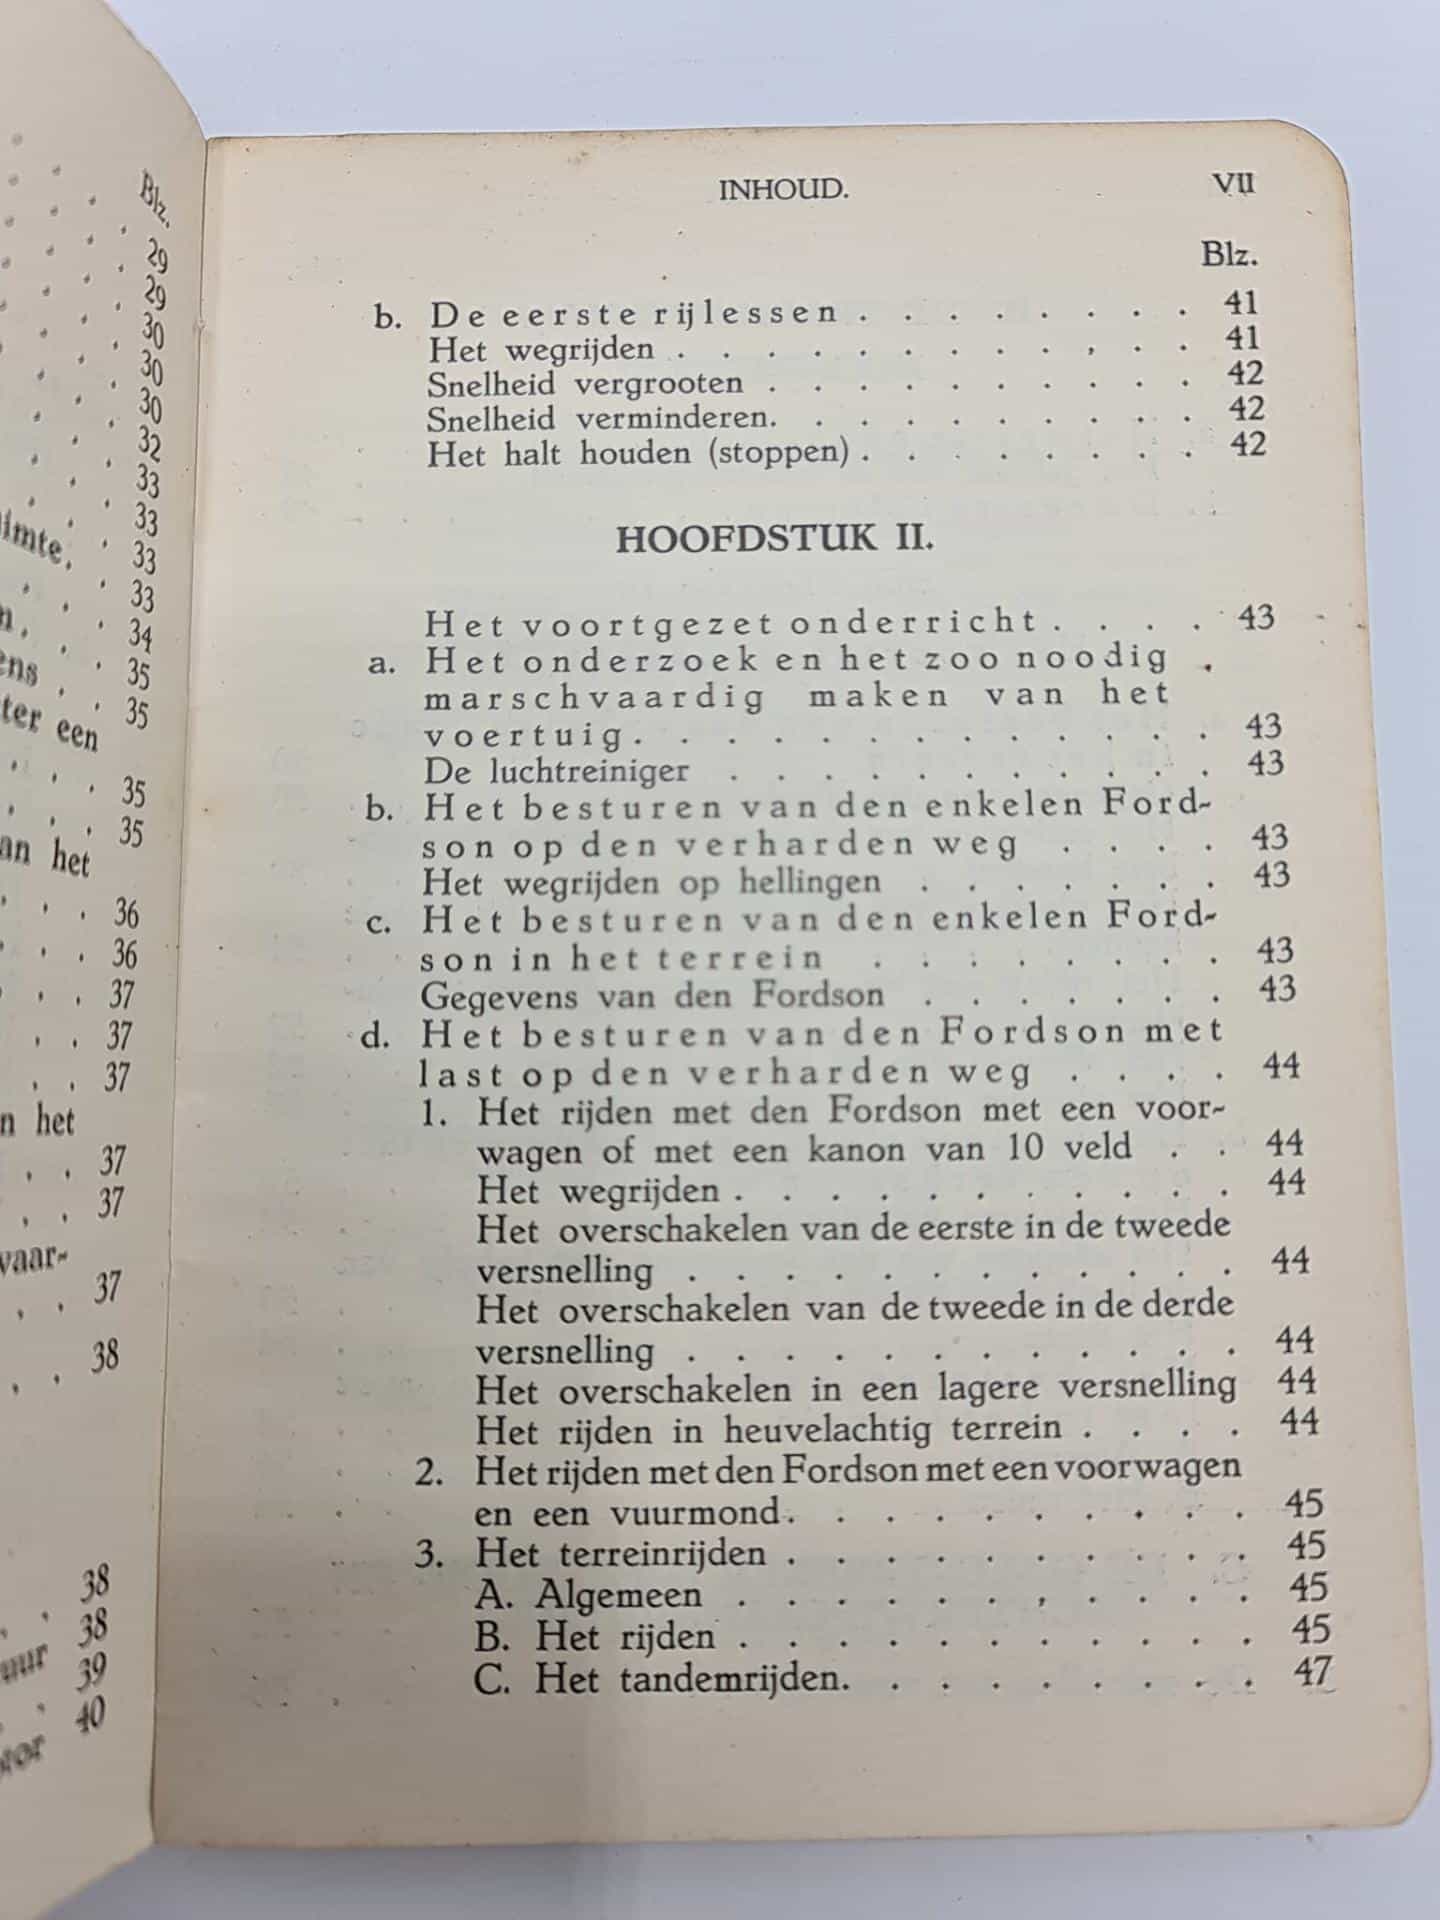 Blz.
29
29
30
30
30
32
33
33
33
33
34
35
35
een
35
35
het
36
36
37
37
37
het
37
37
37
38
38
38
39
40
INHOUD. VII
Blz.
b. De eerste rijlessen . . . . . . . . 41
Het wegrijden . . . . . . . . . . . . 41
Snelheid vergrooten . . . . . . . . . . 42
Snelheid verminderen. . . . . . . . . . 42
Het halt houden (stoppen) . . . . . . . . 42
HOOFDSTUK II.
Het voortgezet onderricht . . . . 43
a. Het onderzoek en het zoo noodig
marschvaardig maken van het
voertuig. . . . . . . . . . . . . 43
De luchtreiniger . . . . . . . . . . . 43
b. Het besturen van den enkelen Ford-
son op den verharden weg . . . . 43
Het wegrijden op hellingen . . . . . . . 43
c. Het besturen van den enkelen Ford-
son in het terrein . . . . . . . . 43
Gegevens van den Fordson . . . . . . . 43
d. Het besturen van den Fordson met
last op den verharden weg . . . . 44
1. Het rijden met den Fordson met een voor-
wagen of met een kanon van 10 veld . . 44
Het wegrijden . . . . . . . . . . . 44
Het overschakelen van de eerste in de tweede
versnelling . . . . . . . . . . . . 44
Het overschakelen van de tweede in de derde
versnelling . . . . . . . . . . . . 44
Het overschakelen in een lagere versnelling 44
Het rijden in heuvelachtig terrein . . . . 44
2. Het rijden met den Fordson met een voorwagen
en een vuurmond. . . . . . . . . . 45
3. Het terreinrijden . . . . . . . . . . 45
A. Algemeen . . . . . . . . . . . 45
B. Het rijden . . . . . . . . . . . 45
C. Het tandemrijden. . . . . . . . . 47